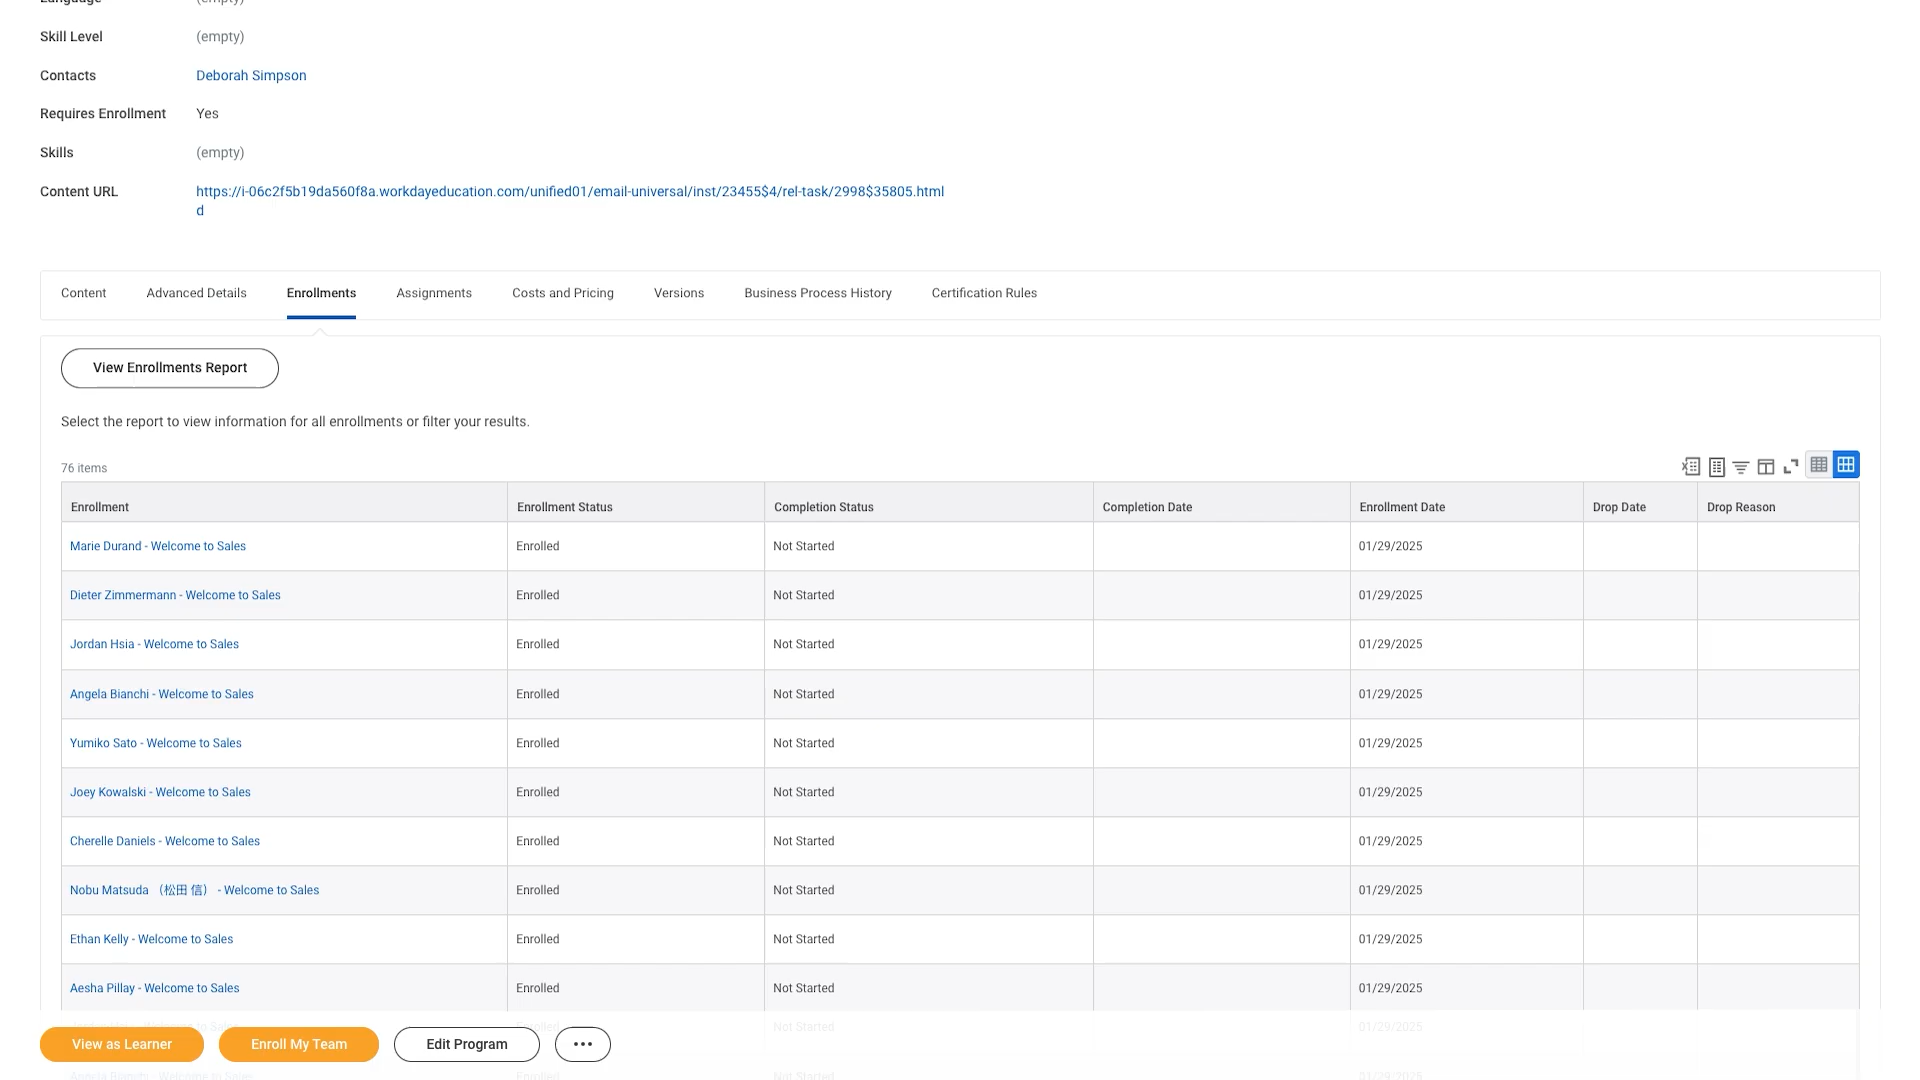 Language (empty)
Skill Level (empty)
Contacts Deborah Simpson
Requires Enrollment Yes
Skills (empty)
Content URL https://i-06c2f5b19da560f8a.workdayeducation.com/unified01/email-universal/inst/23455$4/rel-task/2998$35805.html
d
Content Advanced Details Enrollments Assignments Costs and Pricing Versions Business Process History Certification Rules
View Enrollments Report
Select the report to view information for all enrollments or filter your results.
76 items
Enrollment Enrollment Status Completion Status Completion Date Enrollment Date Drop Date Drop Reason
Marie Durand - Welcome to Sales Enrolled Not Started 01/29/2025
Dieter Zimmermann - Welcome to Sales Enrolled Not Started 01/29/2025
Jordan Hsia - Welcome to Sales Enrolled Not Started 01/29/2025
Angela Bianchi - Welcome to Sales Enrolled Not Started 01/29/2025
Yumiko Sato - Welcome to Sales Enrolled Not Started 01/29/2025
Joey Kowalski - Welcome to Sales Enrolled Not Started 01/29/2025
Cherelle Daniels - Welcome to Sales Enrolled Not Started 01/29/2025
Nobu Matsuda （松田 信） - Welcome to Sales Enrolled Not Started 01/29/2025
Ethan Kelly - Welcome to Sales Enrolled Not Started 01/29/2025
Aesha Pillay - Welcome to Sales Enrolled Not Started 01/29/2025
Enrolled Not Started 01/29/2025
View as Learner Enroll My Team Edit Program